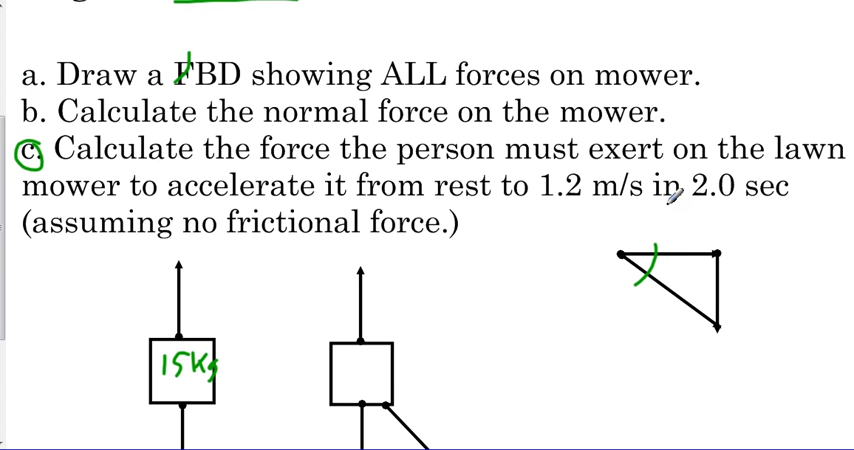 a. Draw a FBD showing ALL forces on mower.
b. Calculate the normal force on the mower.
c. Calculate the force the person must exert on the lawn
mower to accelerate it from rest to 1.2 m/s in 2.0 sec
(assuming no frictional force.)
15Kg